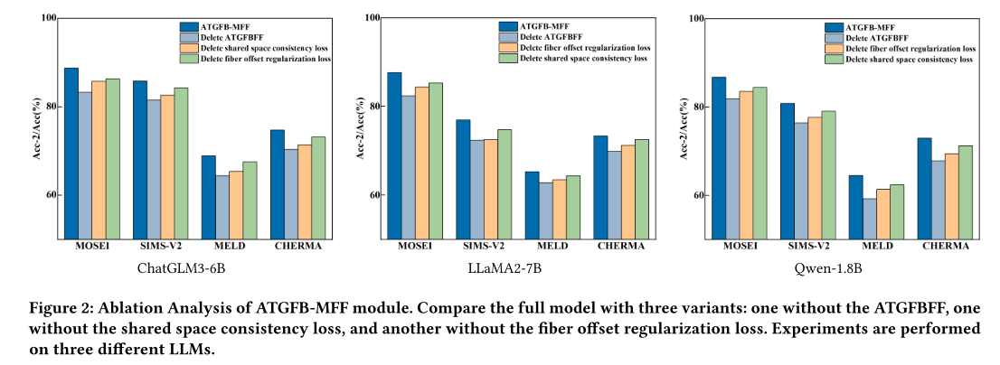 100
80
60
Acc-2/Acc(%)
ATGFB-MFF
Delete ATGFBFF
Delete shared space consistency loss
Delete fiber offset regularization loss
MOSEI SIMS-V2 MELD CHERMA
ChatGLM3-6B
100
80
60
Acc-2/Acc(%)
ATGFB-MFF
Delete ATGFBFF
Delete fiber offset regularization loss
Delete shared space consistency loss
MOSEI SIMS-V2 MELD CHERMA
LLaMA2-7B
100
80
60
Acc-2/Acc(%)
ATGFB-MFF
Delete ATGFBFF
Delete fiber offset regularization loss
Delete shared space consistency loss
MOSEI SIMS-V2 MELD CHERMA
Qwen-1.8B
Figure 2: Ablation Analysis of ATGFB-MFF module. Compare the full model with three variants: one without the ATGFBFF, one
without the shared space consistency loss, and another without the fiber offset regularization loss. Experiments are performed
on three different LLMs.